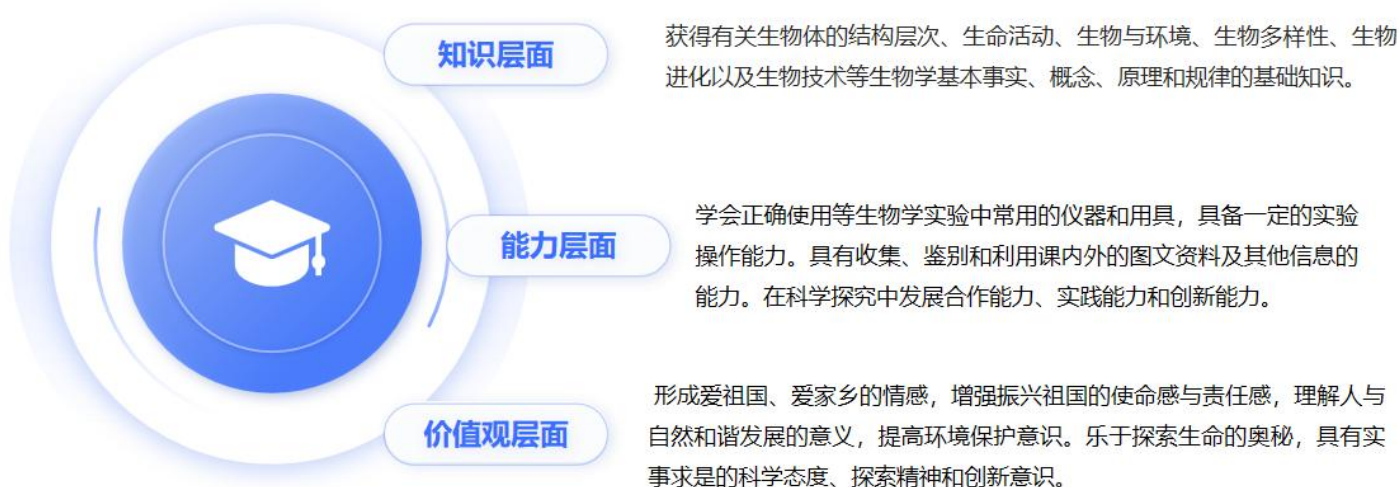 知识层面
获得有关生物体的结构层次、生命活动、生物与环境、生物多样性、生物
进化以及生物技术等生物学基本事实、概念、原理和规律的基础知识。
能力层面
学会正确使用等生物学实验中常用的仪器和用具，具备一定的实验
操作能力。具有收集、鉴别和利用课内外的图文资料及其他信息的
能力。在科学探究中发展合作能力、实践能力和创新能力。
价值观层面
形成爱祖国、爱家乡的情感，增强振兴祖国的使命感与责任感，理解人与
自然和谐发展的意义，提高环境保护意识。乐于探索生命的奥秘，具有实
事求是的科学态度、探索精神和创新意识。